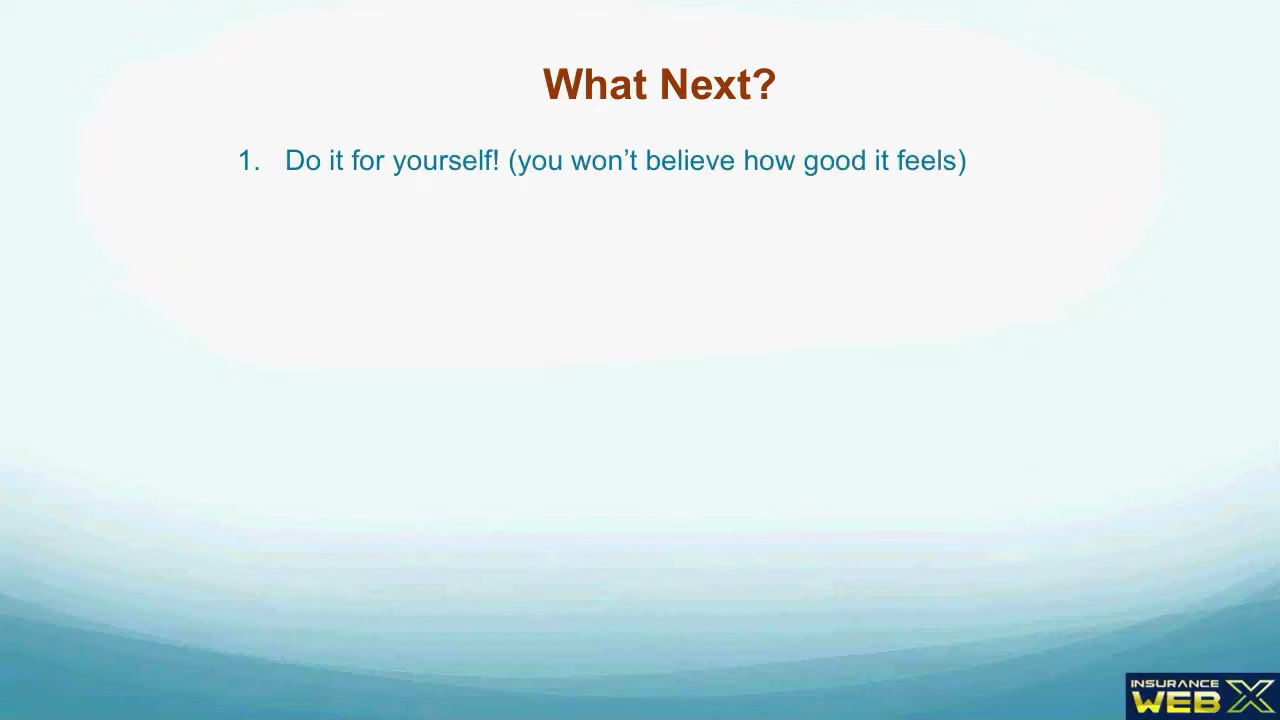 What Next?
1. Do it for yourself! (you won’t believe how good it feels)
INSURANCE
WEB X